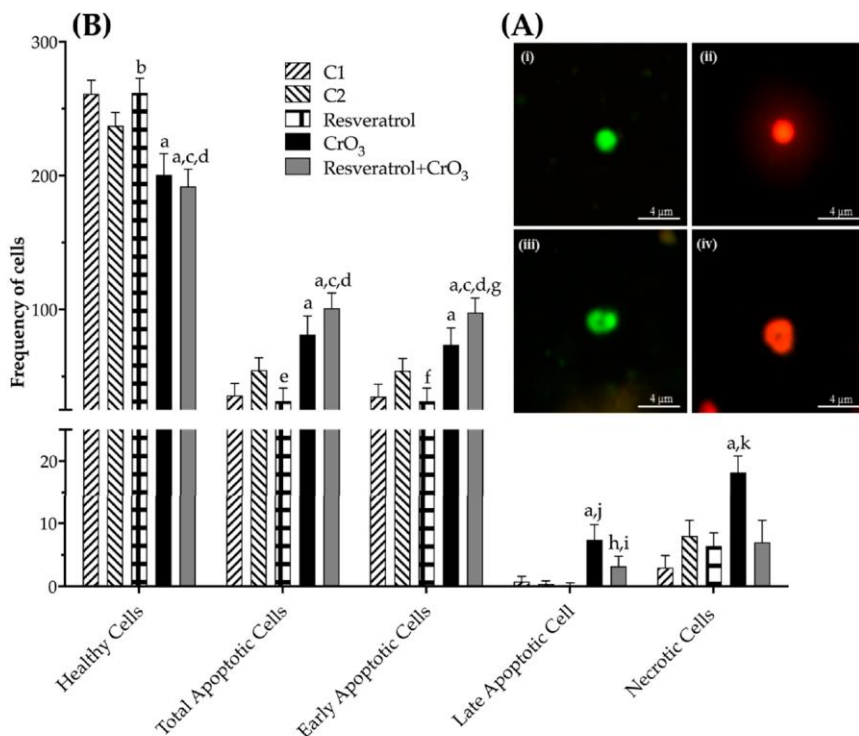 (B)
300
200
100
20
10
0
Frequency of cells
C1
C2
Resveratrol
CrO₃
Resveratrol+CrO₃
b
a
a,c,d
e
a
a,c,d
f
a
a,c,d,g
a,j
h,i
a,k
Healthy Cells
Total Apoptotic Cells
Early Apoptotic Cells
Late Apoptotic Cell
Necrotic Cells
(A)
(i)
4 µm
(ii)
4 µm
(iii)
4 µm
(iv)
4 µm